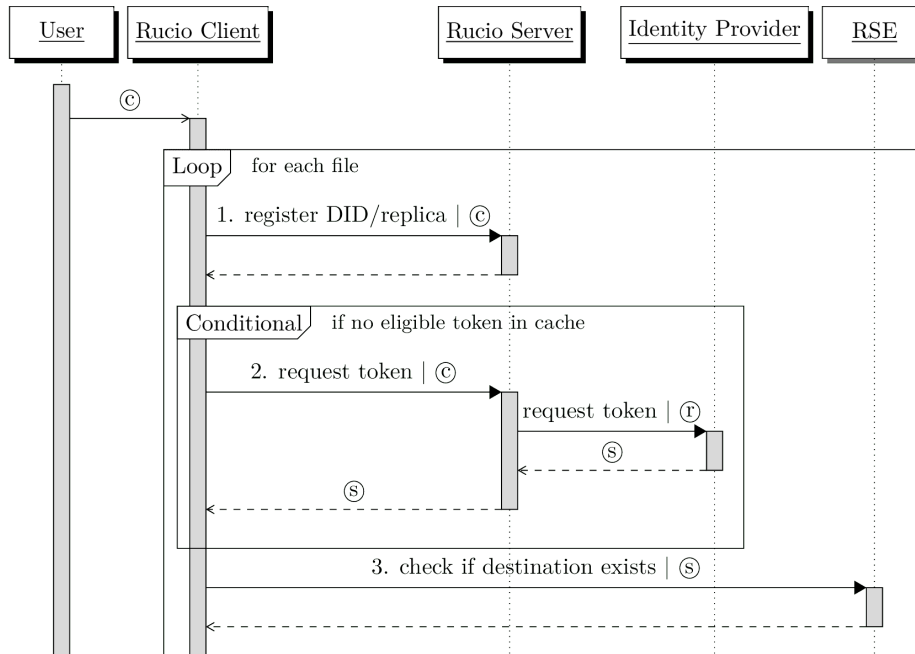 User
Rucio Client
Rucio Server
Identity Provider
RSE
ⓒ
Loop
for each file
1. register DID/replica | ⓒ
Conditional
if no eligible token in cache
2. request token | ⓒ
request token | ⓡ
ⓢ
ⓢ
3. check if destination exists | ⓢ